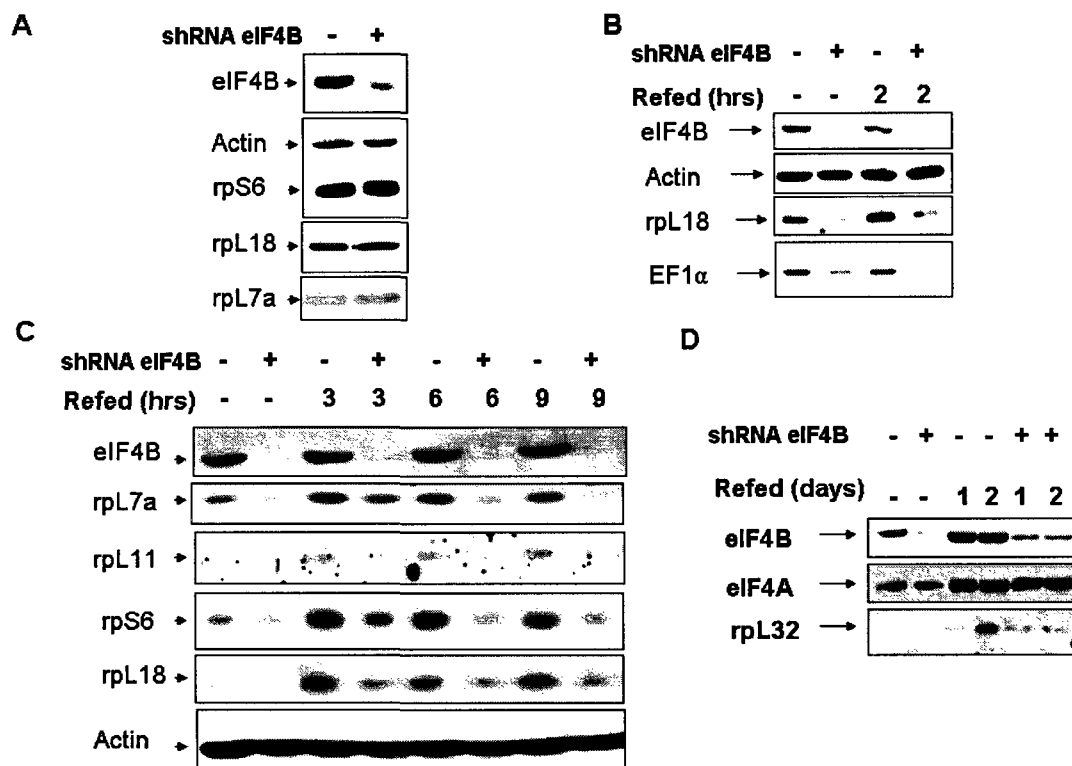 A
shRNA eIF4B - +
eIF4B
Actin
rpS6
rpL18
rpL7a
B
shRNA eIF4B - + - +
Refed (hrs) - - 2 2
eIF4B
Actin
rpL18
EF1α
C
shRNA eIF4B - + - + - + - +
Refed (hrs) - - 3 3 6 6 9 9
eIF4B
rpL7a
rpL11
rpS6
rpL18
Actin
D
shRNA eIF4B - + - - + +
Refed (days) - - 1 2 1 2
eIF4B
eIF4A
rpL32